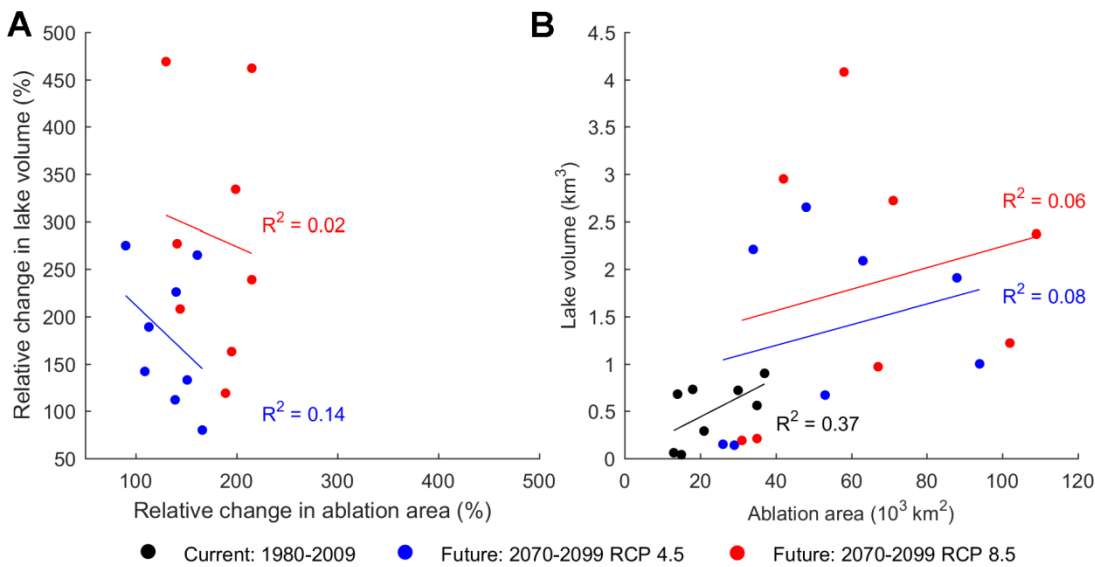 A
Relative change in lake volume (%)
500
450
400
350
300
250
200
150
100
50
R² = 0.02
R² = 0.14
100 200 300 400 500
Relative change in ablation area (%)
B
Lake volume (km³)
4.5
4
3.5
3
2.5
2
1.5
1
0.5
0
R² = 0.06
R² = 0.08
R² = 0.37
0 20 40 60 80 100 120
Ablation area (10³ km²)
Current: 1980-2009 Future: 2070-2099 RCP 4.5 Future: 2070-2099 RCP 8.5